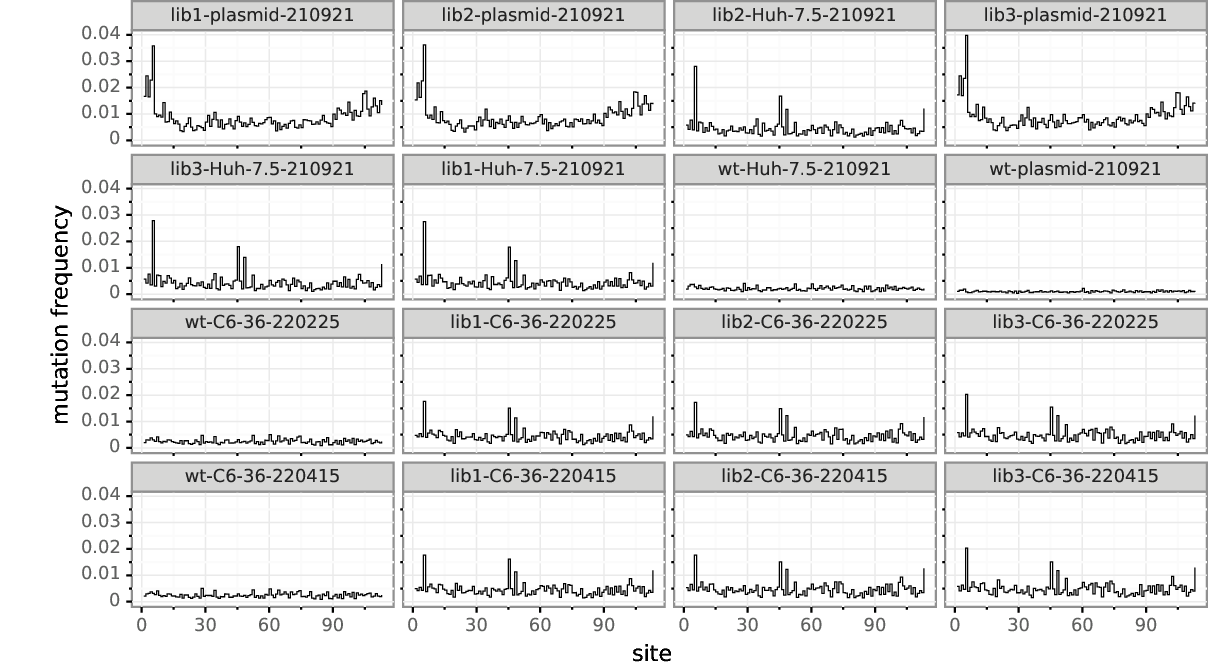 lib1-plasmid-210921 lib2-plasmid-210921 lib2-Huh-7.5-210921 lib3-plasmid-210921
0.04
0.03
0.02
0.01
0
lib3-Huh-7.5-210921 lib1-Huh-7.5-210921 wt-Huh-7.5-210921 wt-plasmid-210921
0.04
0.03
0.02
0.01
0
mutation frequency
wt-C6-36-220225 lib1-C6-36-220225 lib2-C6-36-220225 lib3-C6-36-220225
0.04
0.03
0.02
0.01
0
wt-C6-36-220415 lib1-C6-36-220415 lib2-C6-36-220415 lib3-C6-36-220415
0.04
0.03
0.02
0.01
0
0 30 60 90 0 30 60 90 0 30 60 90 0 30 60 90
site